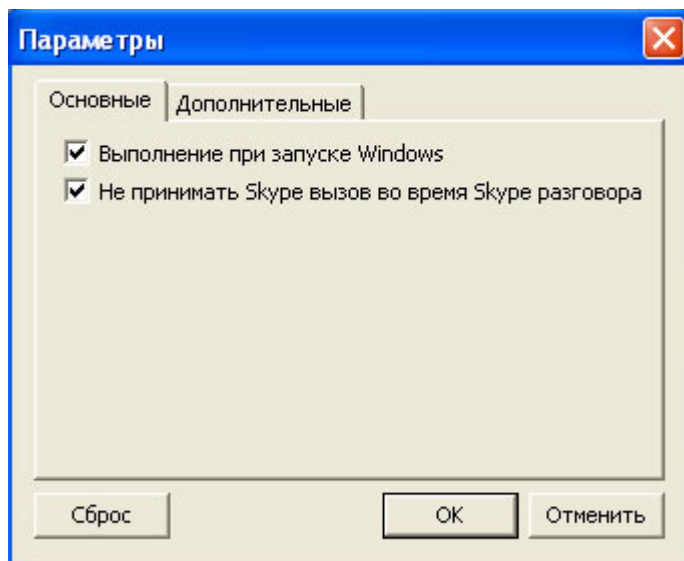 Параметры
Основные Дополнительные
Выполнение при запуске Windows
Не принимать Skype вызов во время Skype разговора
Сброс OK Отменить